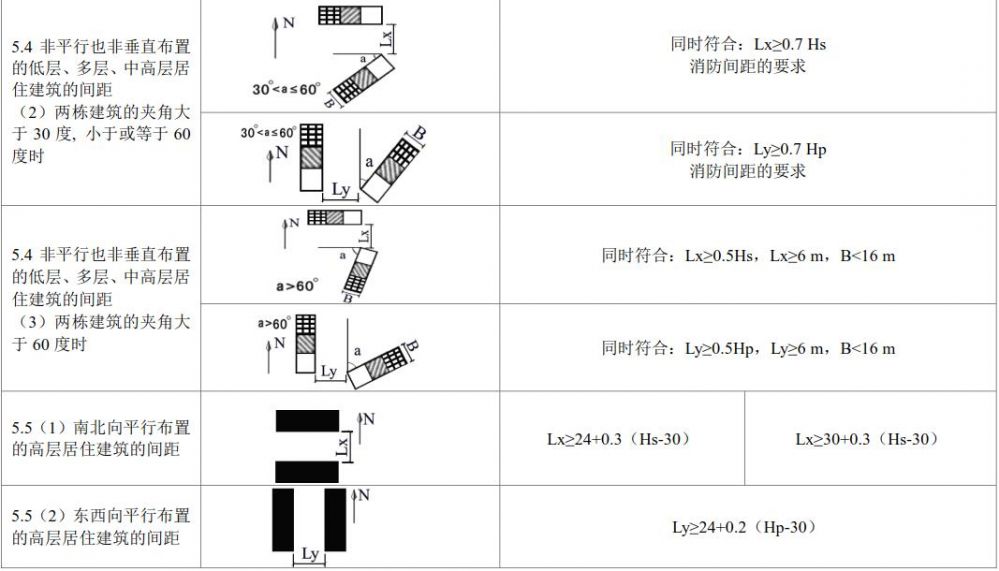 5.4 非平行也非垂直布置
的低层、多层、中高层居
住建筑的间距
（2）两栋建筑的夹角大
于 30 度, 小于或等于 60
度时
N
Lx
a
30°<a≤60°
B
同时符合：Lx≥0.7 Hs
消防间距的要求
30°<a≤60°
N
B
a
Ly
同时符合：Ly≥0.7 Hp
消防间距的要求
5.4 非平行也非垂直布置
的低层、多层、中高层居
住建筑的间距
（3）两栋建筑的夹角大
于 60 度时
N
Lx
a
a>60°
B
同时符合：Lx≥0.5Hs，Lx≥6 m，B<16 m
a>60°
N
a
B
Ly
同时符合：Ly≥0.5Hp，Ly≥6 m，B<16 m
5.5（1）南北向平行布置
的高层居住建筑的间距
N
Lx
Lx≥24+0.3（Hs-30）
Lx≥30+0.3（Hs-30）
5.5（2）东西向平行布置
的高层居住建筑的间距
N
Ly
Ly≥24+0.2（Hp-30）